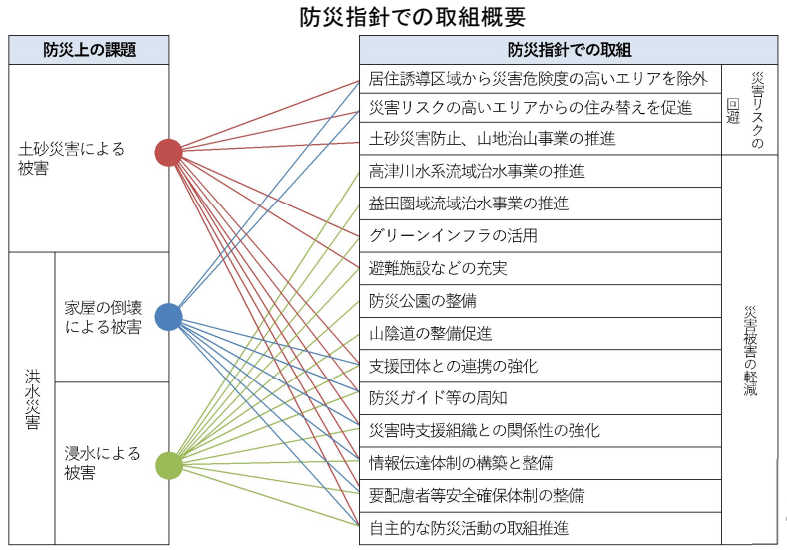 防災指針での取組概要
防災上の課題
土砂災害による
被害
洪水災害
家屋の倒壊
による被害
浸水による
被害
防災指針での取組
居住誘導区域から災害危険度の高いエリアを除外
災害リスクの高いエリアからの住み替えを促進
土砂災害防止、山地治山事業の推進
高津川水系流域治水事業の推進
益田圏域流域治水事業の推進
グリーンインフラの活用
避難施設などの充実
防災公園の整備
山陰道の整備促進
支援団体との連携の強化
防災ガイド等の周知
災害時支援組織との関係性の強化
情報伝達体制の構築と整備
要配慮者等安全確保体制の整備
自主的な防災活動の取組推進
災害リスクの
回避
災害被害の軽減